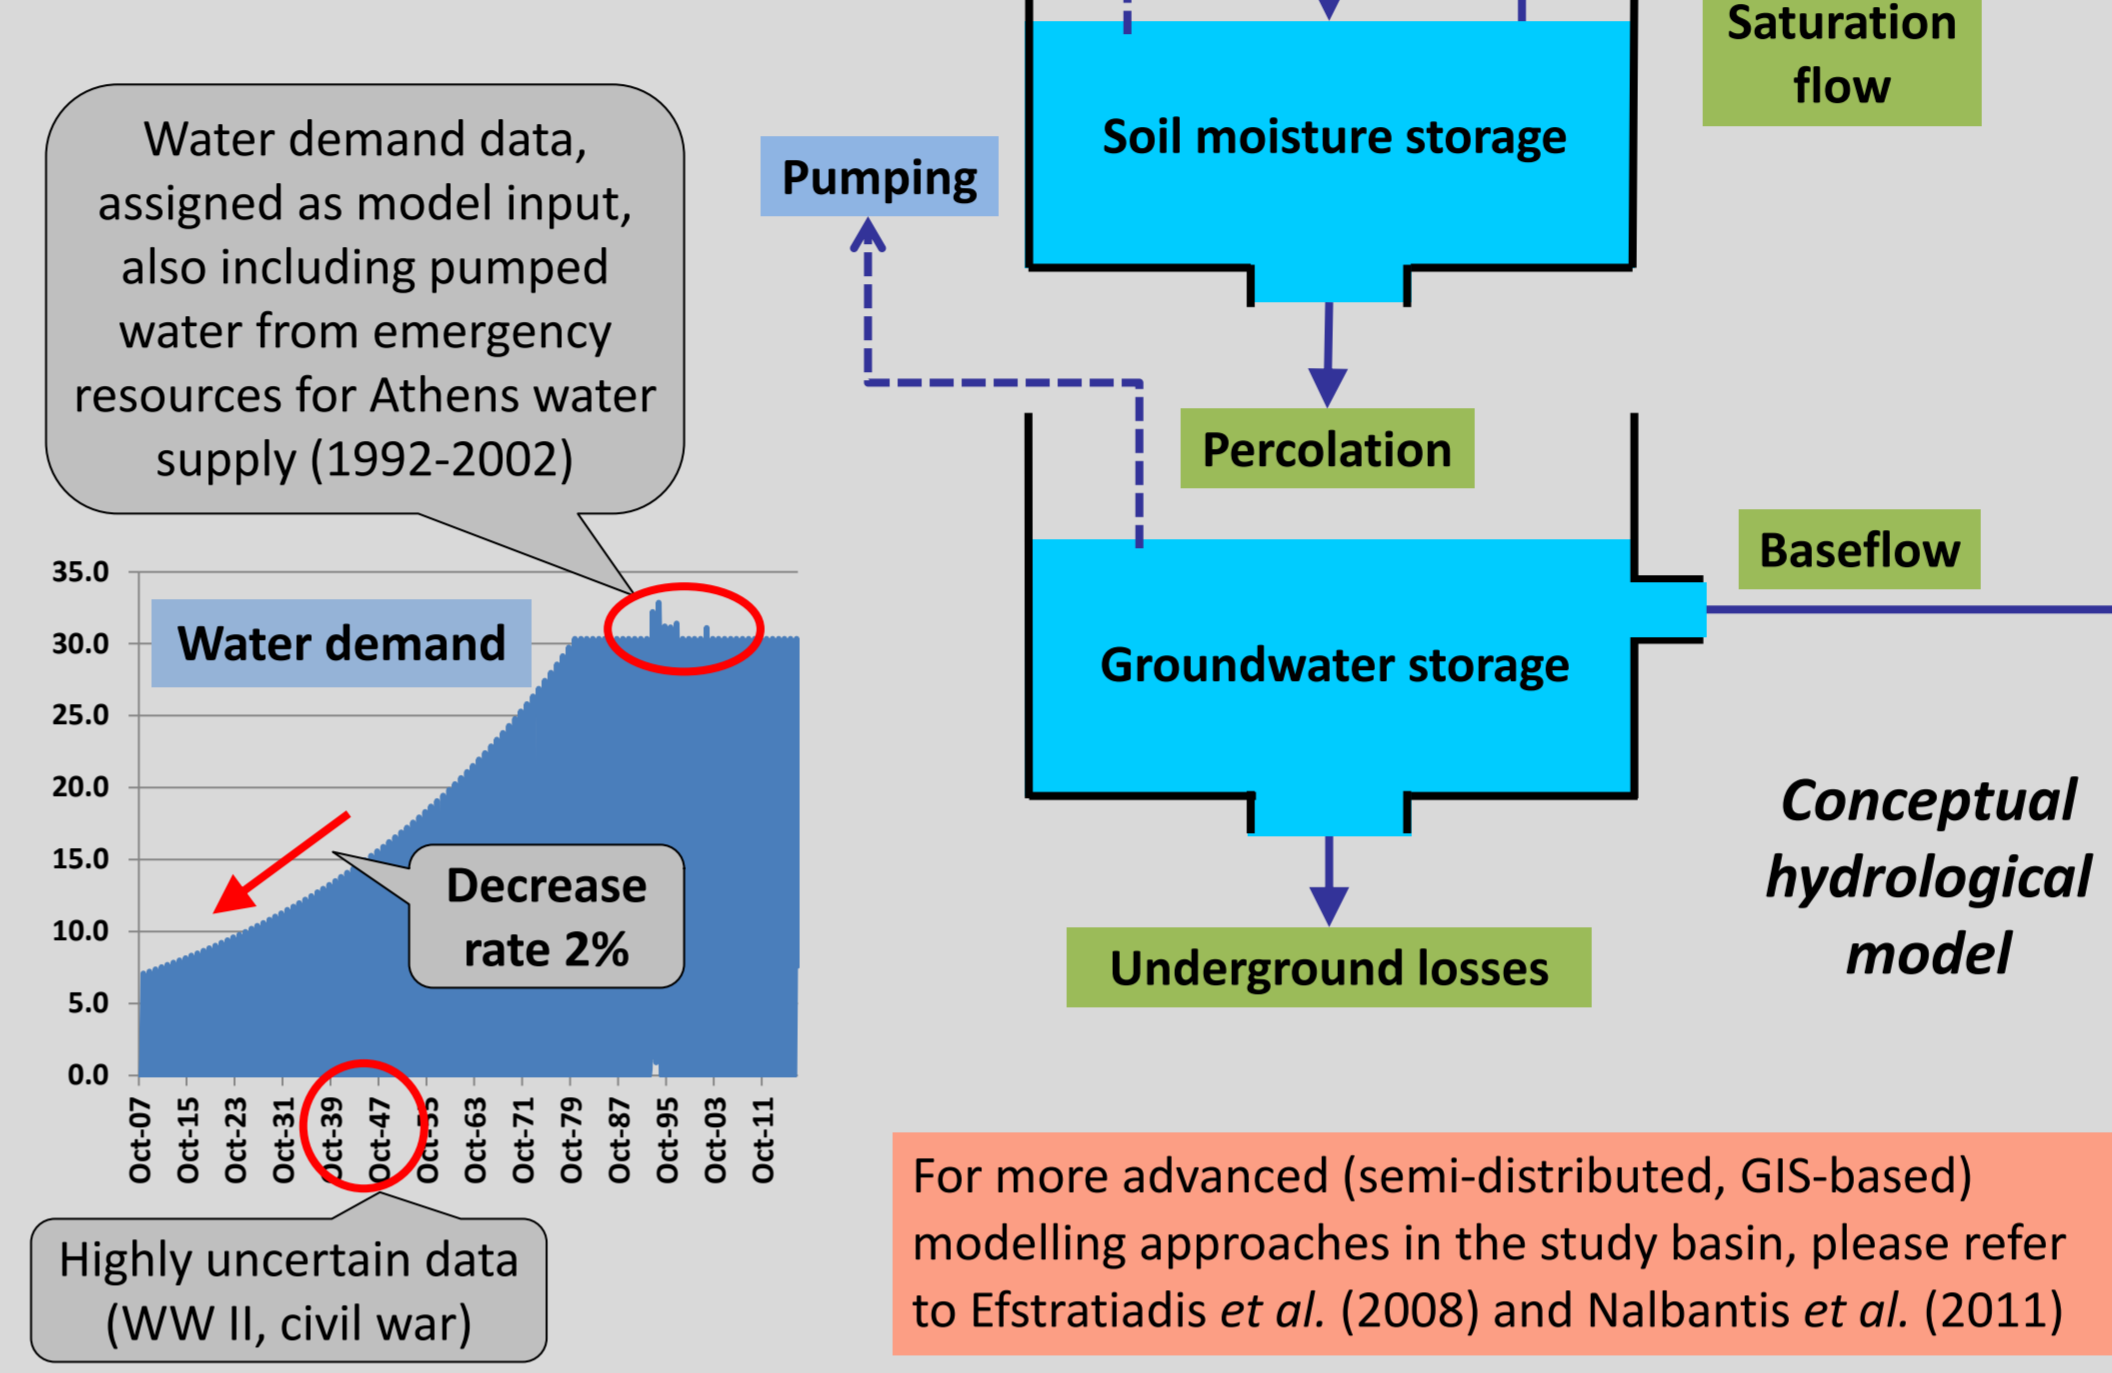 Saturation
flow
Water demand data,
assigned as model input,
also including pumped
water from emergency
resources for Athens water
supply (1992-2002)
Pumping
Soil moisture storage
Percolation
Baseflow
Groundwater storage
Underground losses
Conceptual
hydrological
model
Water demand
35.0
30.0
25.0
20.0
15.0
10.0
5.0
0.0
Decrease
rate 2%
Oct-07
Oct-15
Oct-23
Oct-31
Oct-39
Oct-47
Oct-55
Oct-63
Oct-71
Oct-79
Oct-87
Oct-95
Oct-03
Oct-11
Highly uncertain data
(WW II, civil war)
For more advanced (semi-distributed, GIS-based)
modelling approaches in the study basin, please refer
to Efstratiadis et al. (2008) and Nalbantis et al. (2011)